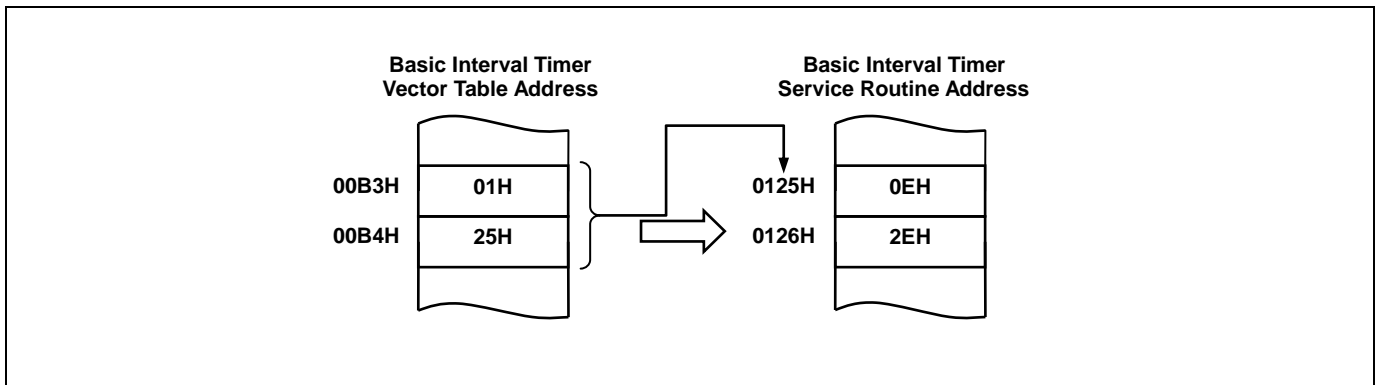 Basic Interval Timer
Vector Table Address
Basic Interval Timer
Service Routine Address
00B3H 01H 0125H 0EH
00B4H 25H 0126H 2EH